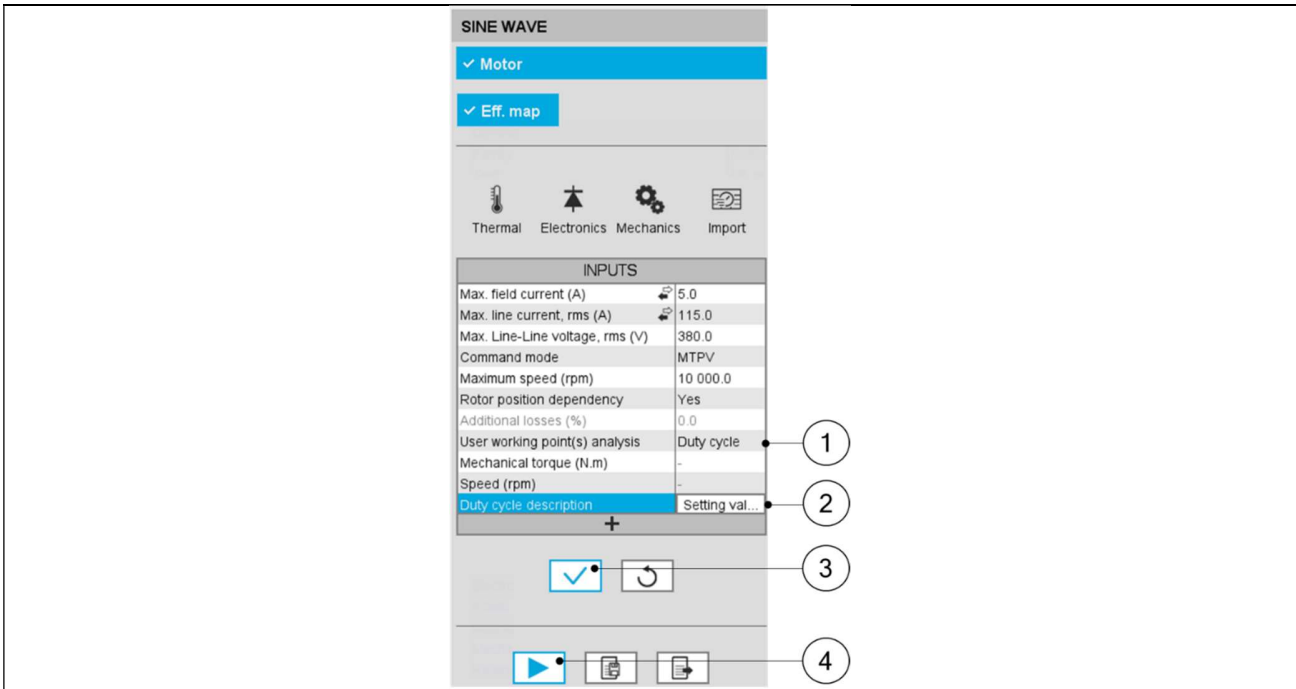 SINE WAVE
Motor
Eff. map
Thermal Electronics Mechanics Import
INPUTS
Max. field current (A) 5.0
Max. line current, rms (A) 115.0
Max. Line-Line voltage, rms (V) 380.0
Command mode MTPV
Maximum speed (rpm) 10 000.0
Rotor position dependency Yes
Additional losses (%) 0.0
User working point(s) analysis Duty cycle 1
Mechanical torque (N.m) -
Speed (rpm) -
Duty cycle description Setting val... 2
+
3
4